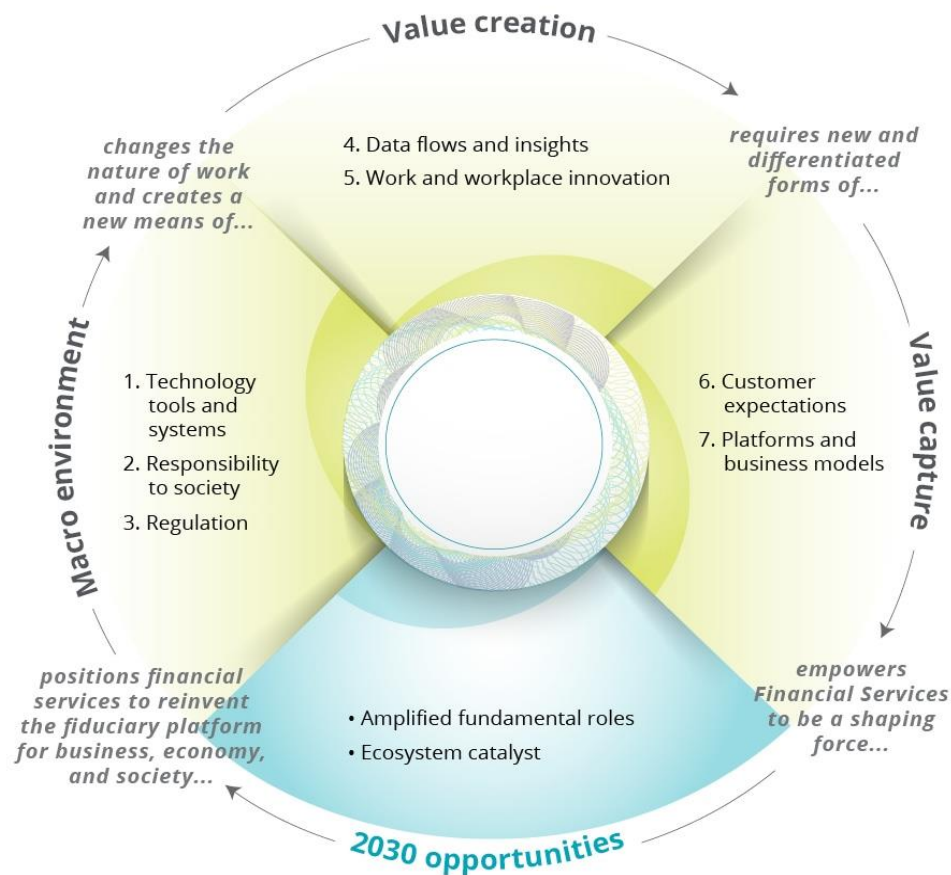 Value creation
changes the
nature of work
and creates a
new means of...
4. Data flows and insights
5. Work and workplace innovation
requires new and
differentiated
forms of...
Macro environment
1. Technology
tools and
systems
2. Responsibility
to society
3. Regulation
6. Customer
expectations
7. Platforms and
business models
Value capture
positions financial
services to reinvent
the fiduciary platform
for business, economy,
and society...
• Amplified fundamental roles
• Ecosystem catalyst
empowers
Financial Services
to be a shaping
force...
2030 opportunities